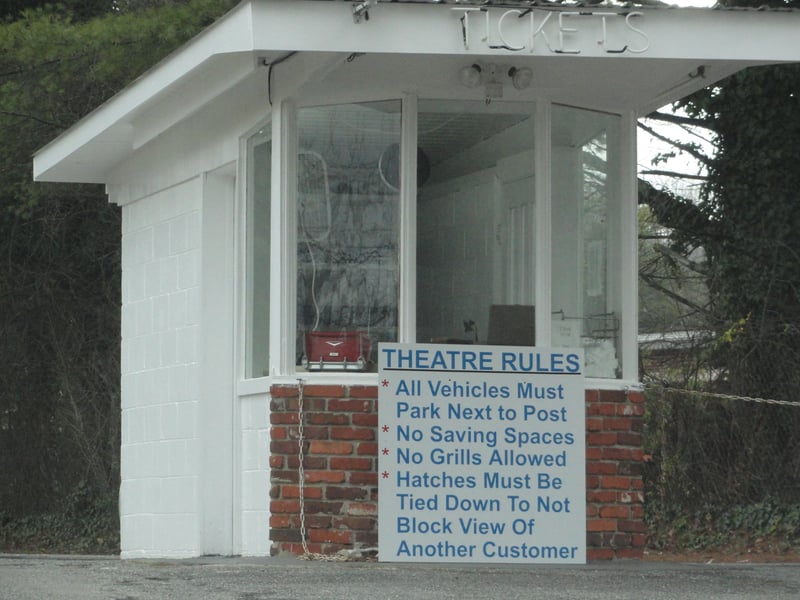 TICKETS
THEATRE RULES
* All Vehicles Must
Park Next to Post
* No Saving Spaces
* No Grills Allowed
* Hatches Must Be
Tied Down To Not
Block View Of
Another Customer